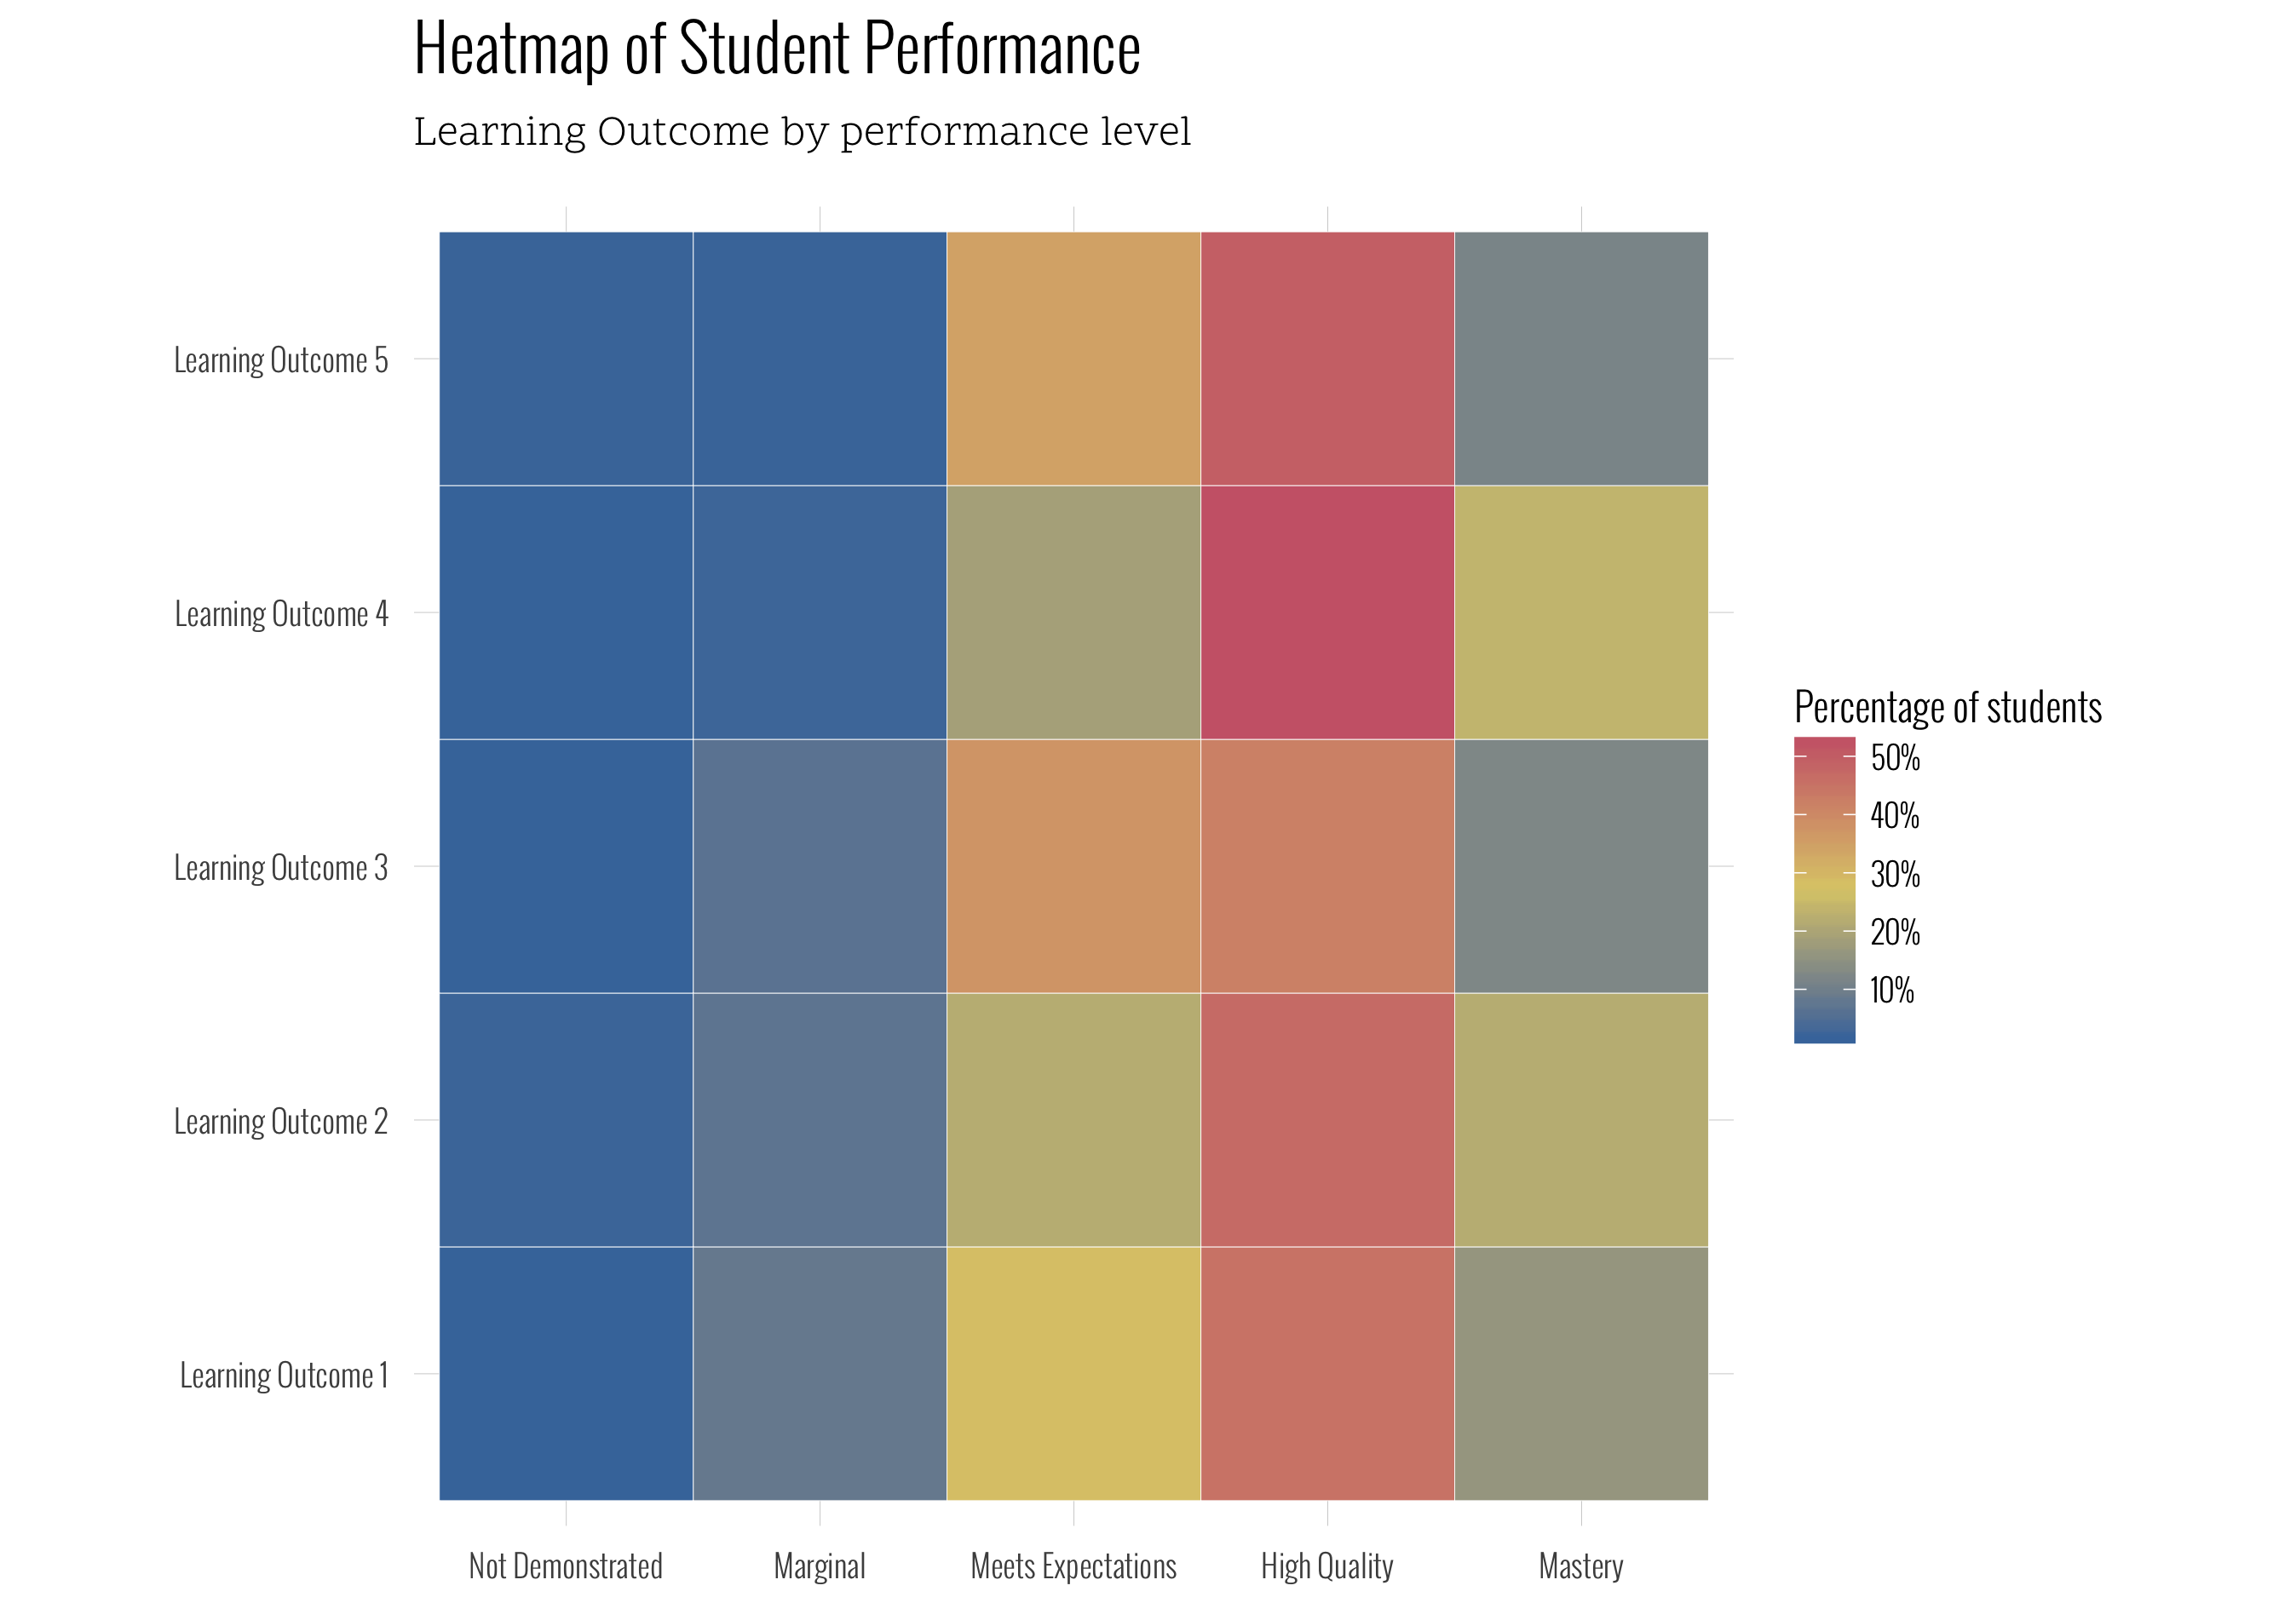 Heatmap of Student Performance
Learning Outcome by performance level
Learning Outcome 5
Learning Outcome 4
Learning Outcome 3
Learning Outcome 2
Learning Outcome 1
Not Demonstrated
Marginal
Meets Expectations
High Quality
Mastery
Percentage of students
50%
40%
30%
20%
10%